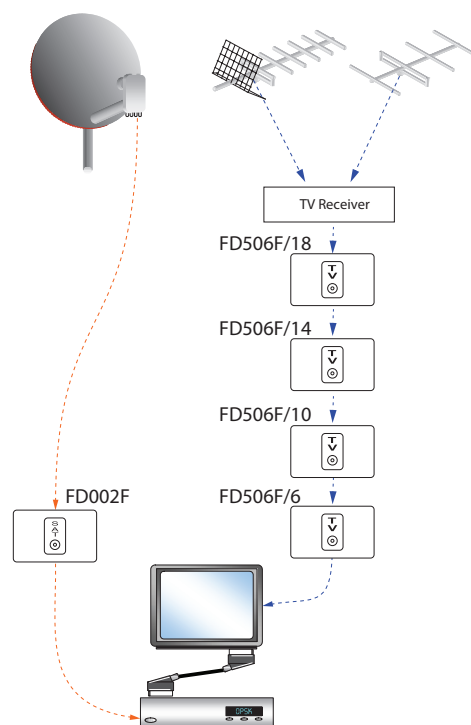 TV Receiver
FD506F/18
TV
FD506F/14
TV
FD506F/10
TV
FD002F
SAT
FD506F/6
TV
QPSK